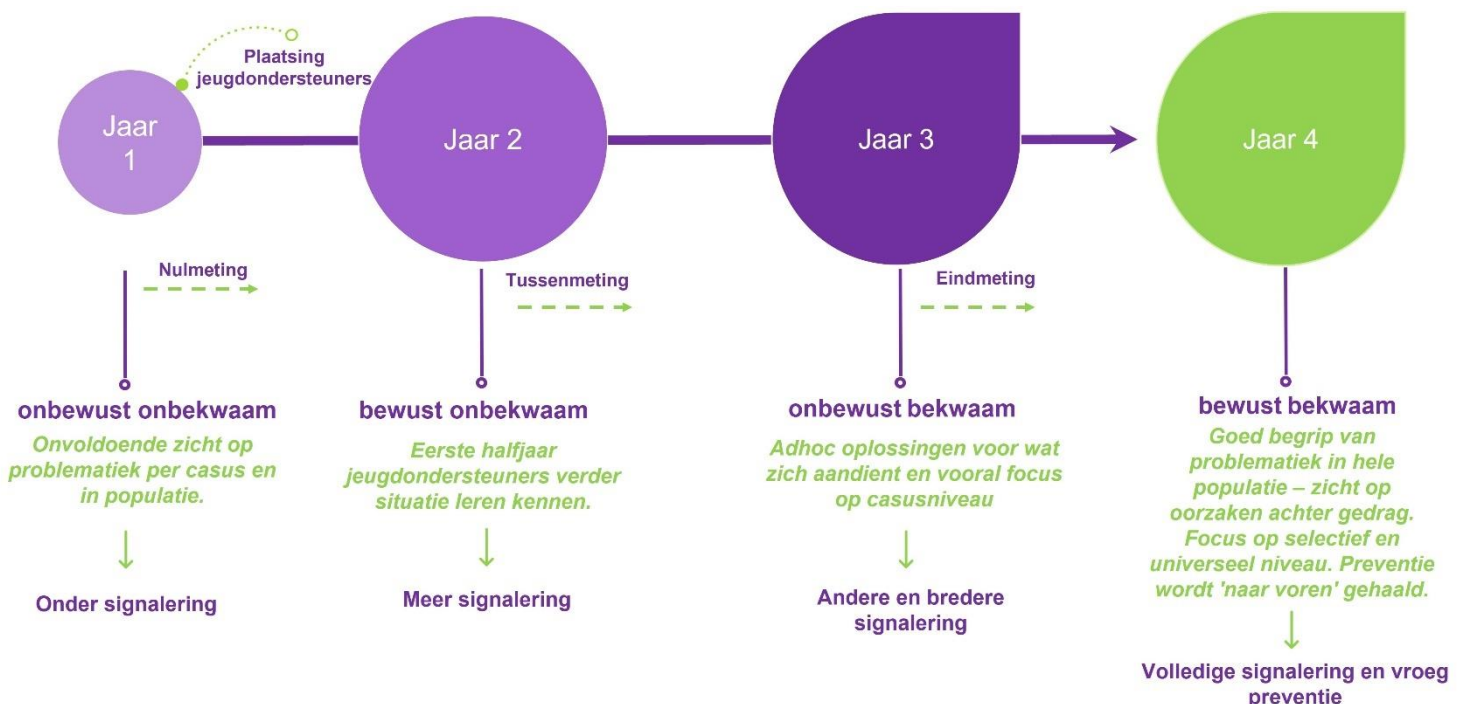 Plaatsing
jeugdondersteuners
Jaar
1
Jaar 2
Jaar 3
Jaar 4
Nulmeting
Tussenmeting
Eindmeting
onbewust onbekwaam
Onvoldoende zicht op
problematiek per casus en
in populatie.
Onder signalering
bewust onbekwaam
Eerste halfjaar
jeugdondersteuners verder
situatie leren kennen.
Meer signalering
onbewust bekwaam
Adhoc oplossingen voor wat
zich aandient en vooral focus
op casusniveau
Andere en bredere
signalering
bewust bekwaam
Goed begrip van
problematiek in hele
populatie – zicht op
oorzaken achter gedrag.
Focus op selectief en
universeel niveau. Preventie
wordt 'naar voren' gehaald.
Volledige signalering en vroeg
preventie